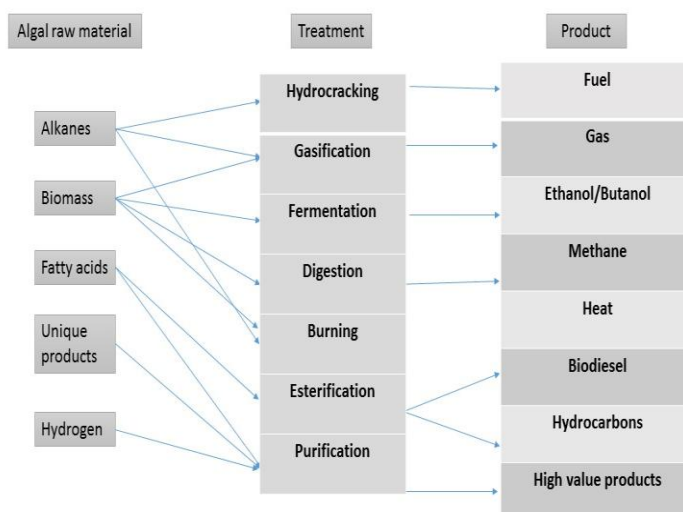 Algal raw material
Treatment
Product
Alkanes
Biomass
Fatty acids
Unique
products
Hydrogen
Hydrocracking
Gasification
Fermentation
Digestion
Burning
Esterification
Purification
Fuel
Gas
Ethanol/Butanol
Methane
Heat
Biodiesel
Hydrocarbons
High value products